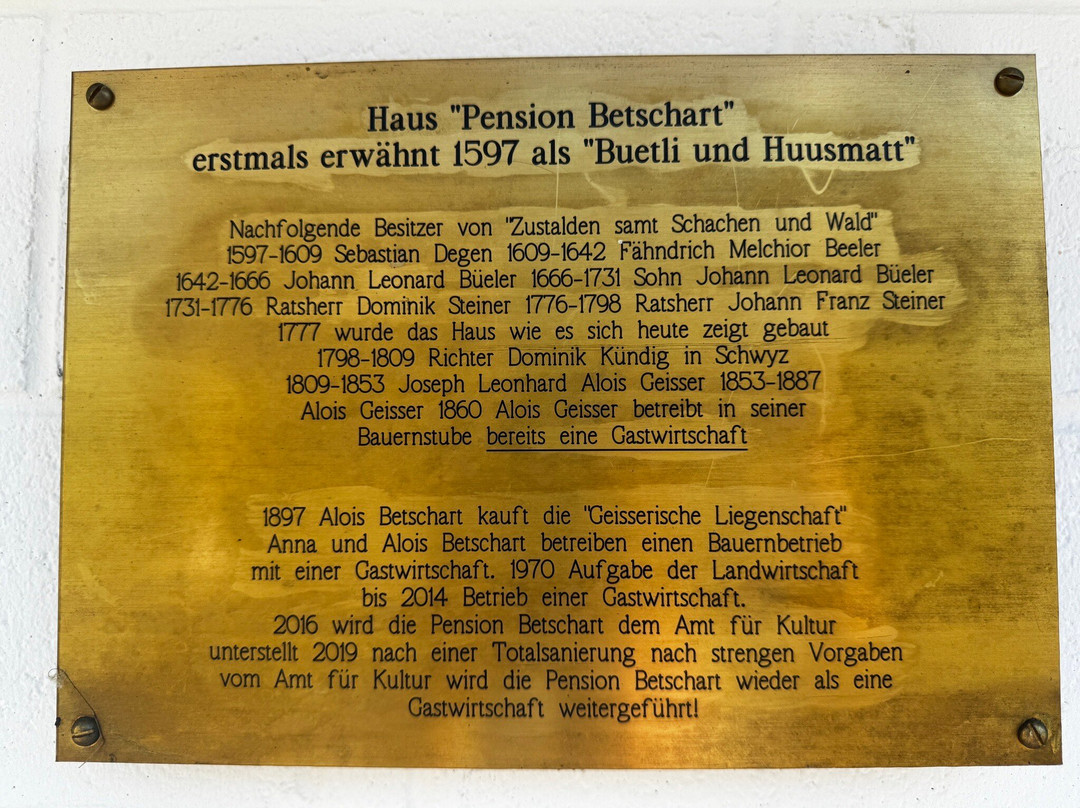 Haus "Pension Betschart"
erstmals erwähnt 1597 als "Buetli und Huusmatt"
Nachfolgende Besitzer von "Zustalden samt Schachen und Wald"
1597-1609 Sebastian Degen 1609-1642 Fähndrich Melchior Beeler
1642-1666 Johann Leonard Büeler 1666-1731 Sohn Johann Leonard Büeler
1731-1776 Ratsherr Dominik Steiner 1776-1798 Ratsherr Johann Franz Steiner
1777 wurde das Haus wie es sich heute zeigt gebaut
1798-1809 Richter Dominik Kündig in Schwyz
1809-1853 Joseph Leonhard Alois Geisser 1853-1887
Alois Geisser 1860 Alois Geisser betreibt in seiner
Bauernstube bereits eine Gastwirtschaft
1897 Alois Betschart kauft die "Geisserische Liegenschaft"
Anna und Alois Betschart betreiben einen Bauernbetrieb
mit einer Gastwirtschaft. 1970 Aufgabe der Landwirtschaft
bis 2014 Betrieb einer Gastwirtschaft.
2016 wird die Pension Betschart dem Amt für Kultur
unterstellt 2019 nach einer Totalsanierung nach strengen Vorgaben
vom Amt für Kultur wird die Pension Betschart wieder als eine
Gastwirtschaft weitergeführt!